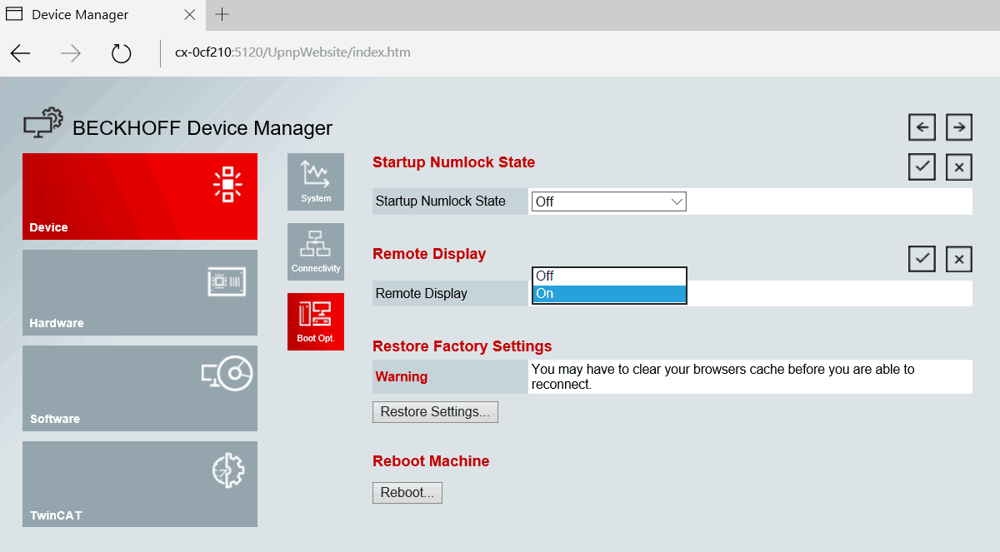 Device Manager
cx-0cf210:5120/UpnpWebsite/index.htm
BECKHOFF Device Manager
Device
Hardware
Software
TwinCAT
System
Connectivity
Boot Opt.
Startup Numlock State
Startup Numlock State
Off
Remote Display
Remote Display
Off
On
Restore Factory Settings
Warning
You may have to clear your browsers cache before you are able to
reconnect.
Restore Settings...
Reboot Machine
Reboot...